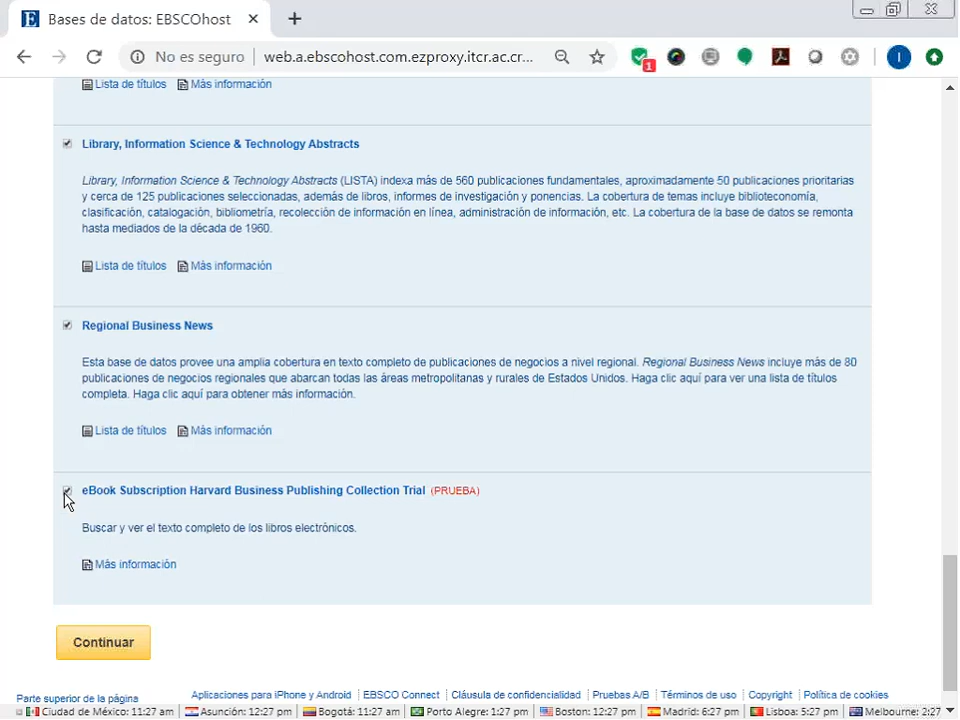 Bases de datos: EBSCOhost
No es seguro web.a.ebscohost.com.ezproxy.itcr.ac.cr...
1
I
Lista de títulos Más información
Library, Information Science & Technology Abstracts
Library, Information Science & Technology Abstracts (LISTA) indexa más de 560 publicaciones fundamentales, aproximadamente 50 publicaciones prioritarias
y cerca de 125 publicaciones seleccionadas, además de libros, informes de investigación y ponencias. La cobertura de temas incluye biblioteconomía,
clasificación, catalogación, bibliometría, recolección de información en línea, administración de información, etc. La cobertura de la base de datos se remonta
hasta mediados de la década de 1960.
Lista de títulos Más información
Regional Business News
Esta base de datos provee una amplia cobertura en texto completo de publicaciones de negocios a nivel regional. Regional Business News incluye más de 80
publicaciones de negocios regionales que abarcan todas las áreas metropolitanas y rurales de Estados Unidos. Haga clic aquí para ver una lista de títulos
completa. Haga clic aquí para obtener más información.
Lista de títulos Más información
eBook Subscription Harvard Business Publishing Collection Trial (PRUEBA)
Buscar y ver el texto completo de los libros electrónicos.
Más información
Continuar
Parte superior de la página Aplicaciones para iPhone y Android EBSCO Connect Cláusula de confidencialidad Pruebas A/B Términos de uso Copyright Política de cookies
Ciudad de México: 11:27 am Asunción: 12:27 pm Bogotá: 11:27 am Porto Alegre: 1:27 pm Boston: 12:27 pm Madrid: 6:27 pm Lisboa: 5:27 pm Melbourne: 2:27